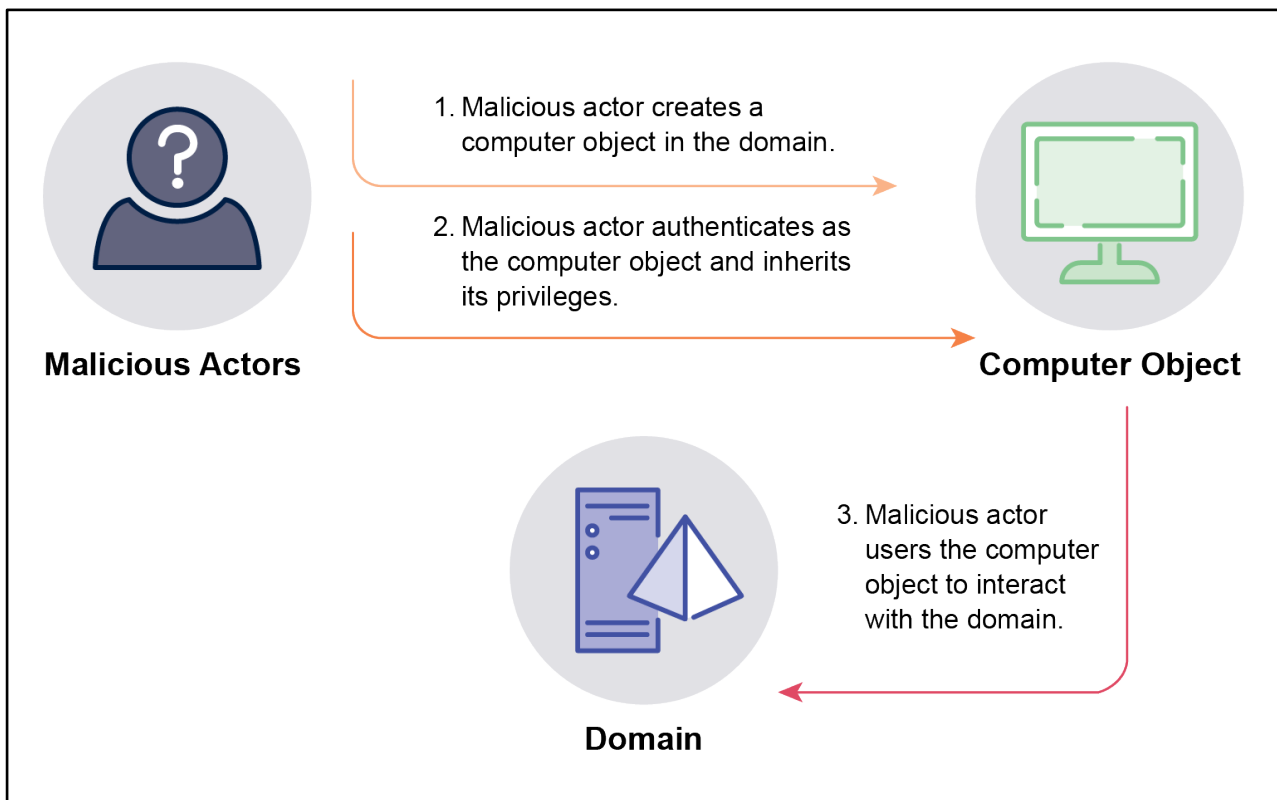 1. Malicious actor creates a
computer object in the domain.
2. Malicious actor authenticates as
the computer object and inherits
its privileges.
Malicious Actors
Computer Object
3. Malicious actor
users the computer
object to interact
with the domain.
Domain